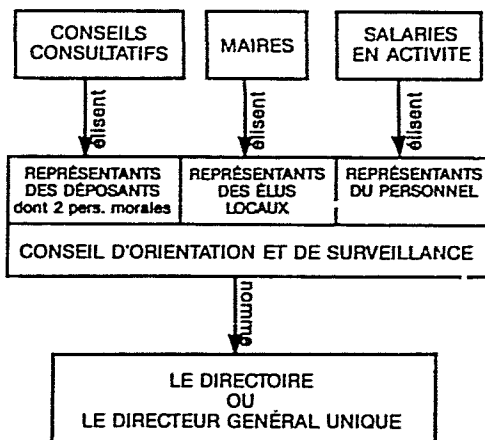 CONSEILS
CONSULTATIFS
MAIRES
SALARIES
EN ACTIVITE
élisent
élisent
élisent
REPRÉSENTANTS
DES DÉPOSANTS
dont 2 pers. morales
REPRÉSENTANTS
DES ÉLUS
LOCAUX
REPRÉSENTANTS
DU PERSONNEL
CONSEIL D'ORIENTATION ET DE SURVEILLANCE
nomme
LE DIRECTOIRE
OU
LE DIRECTEUR GENÉRAL UNIQUE